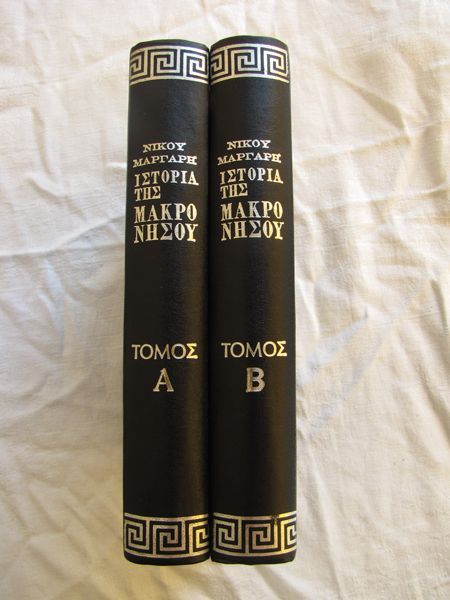 ΝΙΚΟΥ
ΜΑΡΓΑΡΗ
ΙΣΤΟΡΙΑ
ΤΗΣ
ΜΑΚΡΟ
ΝΗΣΟΥ
ΤΟΜΟΣ
Α
ΝΙΚΟΥ
ΜΑΡΓΑΡΗ
ΙΣΤΟΡΙΑ
ΤΗΣ
ΜΑΚΡΟ
ΝΗΣΟΥ
ΤΟΜΟΣ
Β